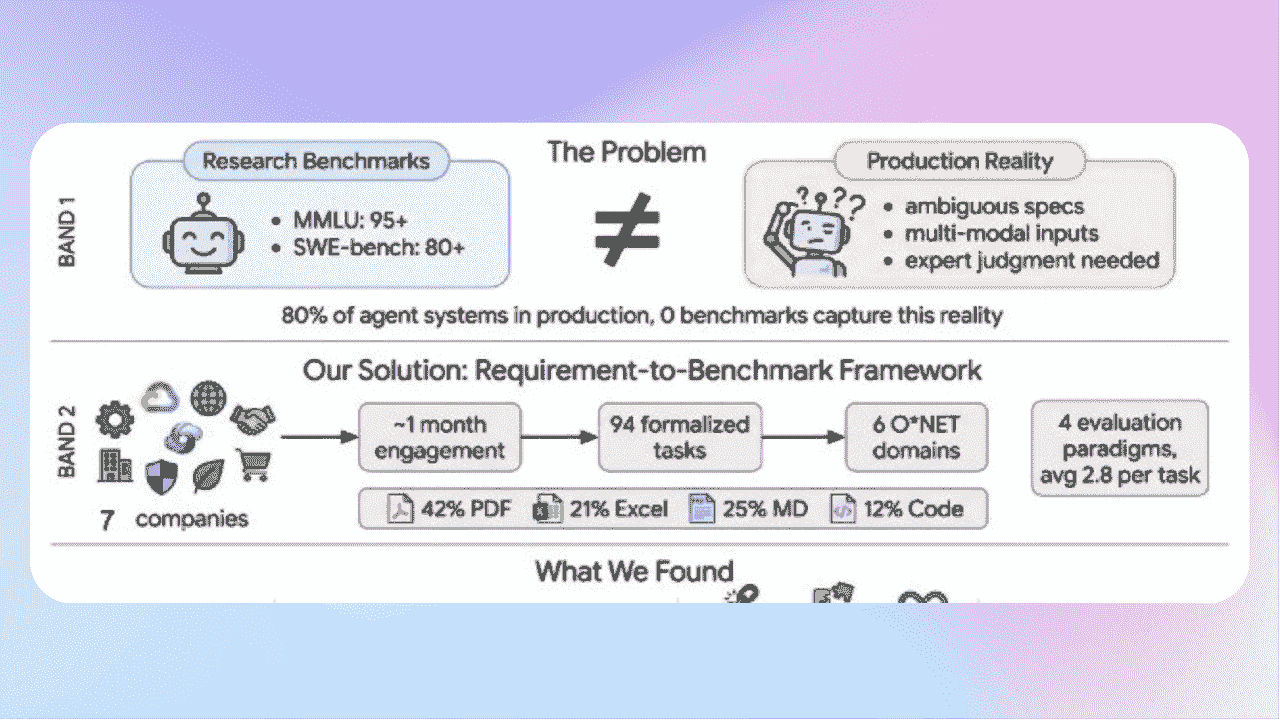 The Problem
BAND 1
Research Benchmarks
• MMLU: 95+
• SWE-bench: 80+
≠
Production Reality
? ? ?
• ambiguous specs
• multi-modal inputs
• expert judgment needed
80% of agent systems in production, 0 benchmarks capture this reality
Our Solution: Requirement-to-Benchmark Framework
BAND 2
7 companies
~1 month
engagement
94 formalized
tasks
6 O*NET
domains
4 evaluation
paradigms,
avg 2.8 per task
42% PDF
X
21% Excel
25% MD
</>
12% Code
What We Found